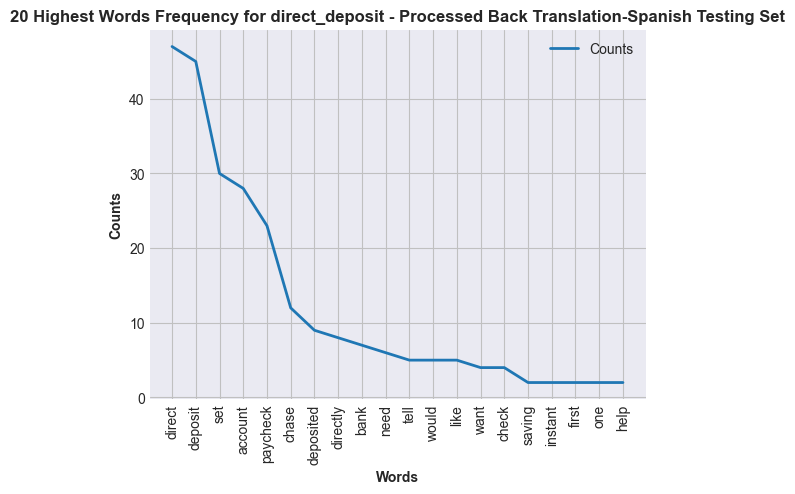 20 Highest Words Frequency for direct_deposit - Processed Back Translation-Spanish Testing Set
Counts
Counts
40
30
20
10
0
direct
deposit
set
account
paycheck
chase
deposited
directly
bank
need
tell
would
like
want
check
saving
instant
first
one
help
Words